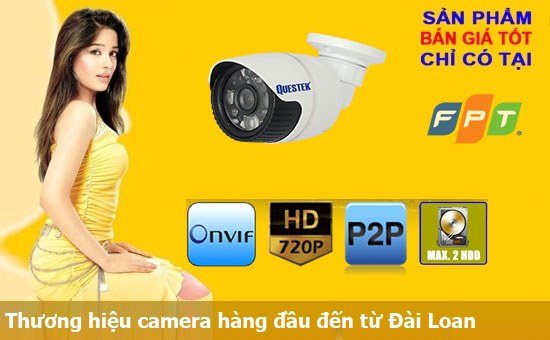 SẢN PHẨM
BÁN GIÁ TỐT
CHỈ CÓ TẠI
QUESTEK
FPT
ONVIF
HD
720P
P2P
MAX. 2 HDD
Thương hiệu camera hàng đầu đến từ Đài Loan